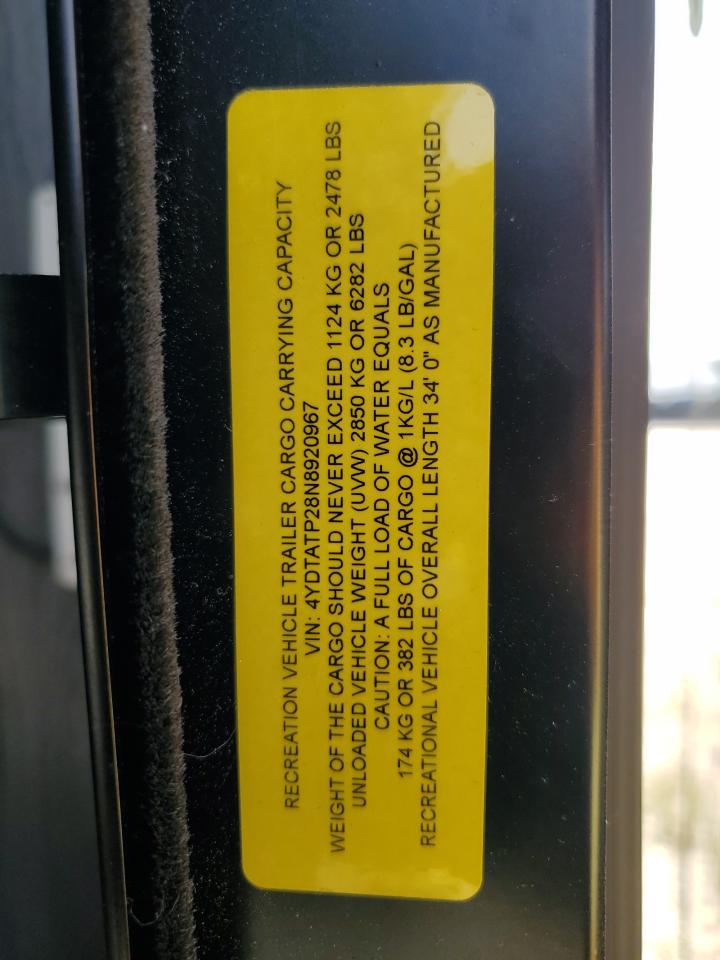 RECREATION VEHICLE TRAILER CARGO CARRYING CAPACITY
VIN: 4YDTATP28N8920967
WEIGHT OF THE CARGO SHOULD NEVER EXCEED 1124 KG OR 2478 LBS
UNLOADED VEHICLE WEIGHT (UVW) 2850 KG OR 6282 LBS
CAUTION: A FULL LOAD OF WATER EQUALS
174 KG OR 382 LBS OF CARGO @ 1KG/L (8.3 LB/GAL)
RECREATIONAL VEHICLE OVERALL LENGTH 34' 0" AS MANUFACTURED